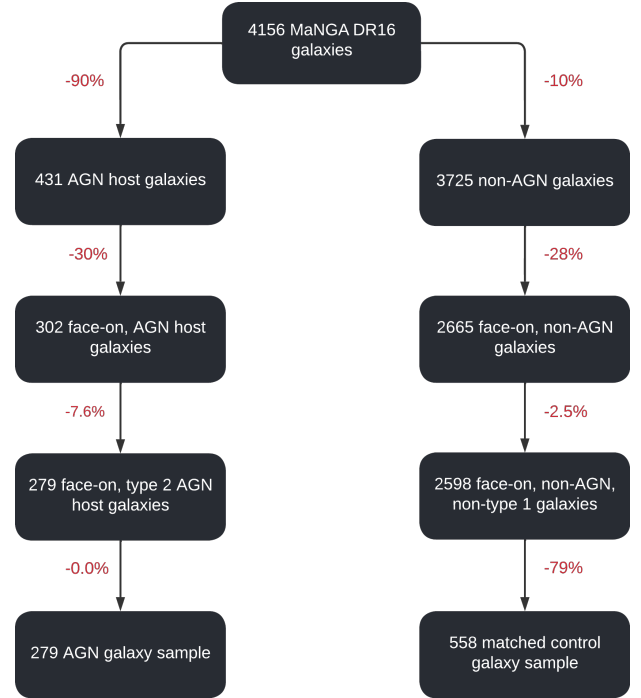 4156 MaNGA DR16
galaxies
-90%
-10%
431 AGN host galaxies
3725 non-AGN galaxies
-30%
-28%
302 face-on, AGN host
galaxies
2665 face-on, non-AGN
galaxies
-7.6%
-2.5%
279 face-on, type 2 AGN
host galaxies
2598 face-on, non-AGN,
non-type 1 galaxies
-0.0%
-79%
279 AGN galaxy sample
558 matched control
galaxy sample